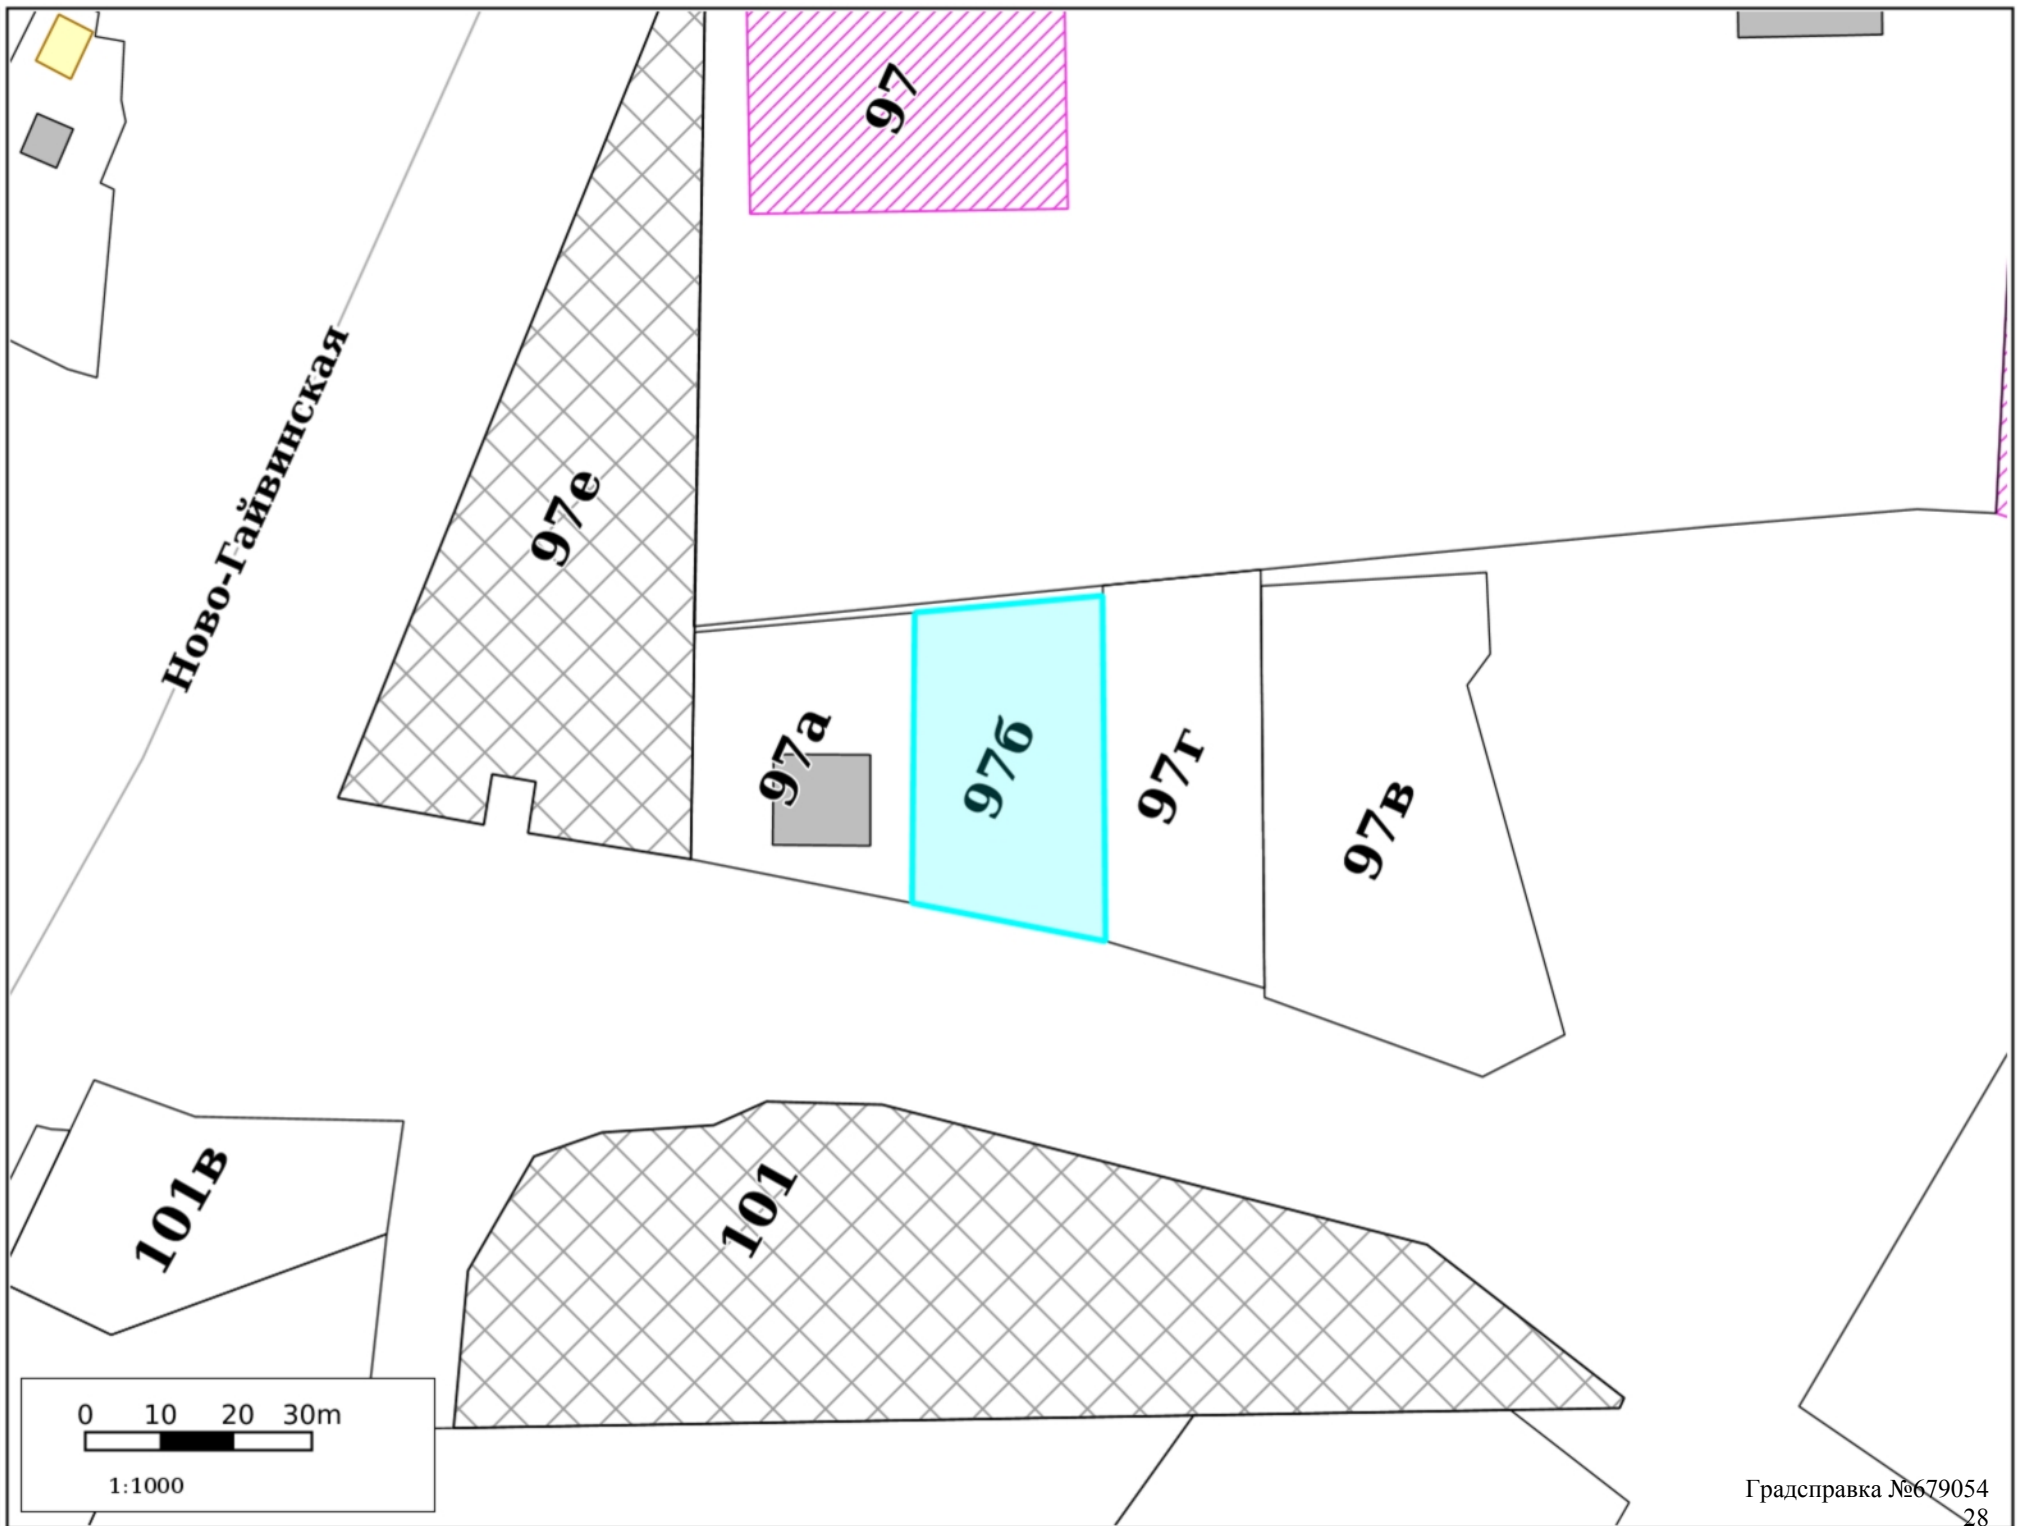 97
Ново-Гайвинская
97е
97а
97б
97г
97в
101в
101
0 10 20 30m
1:1000
Градсправка №679054
28